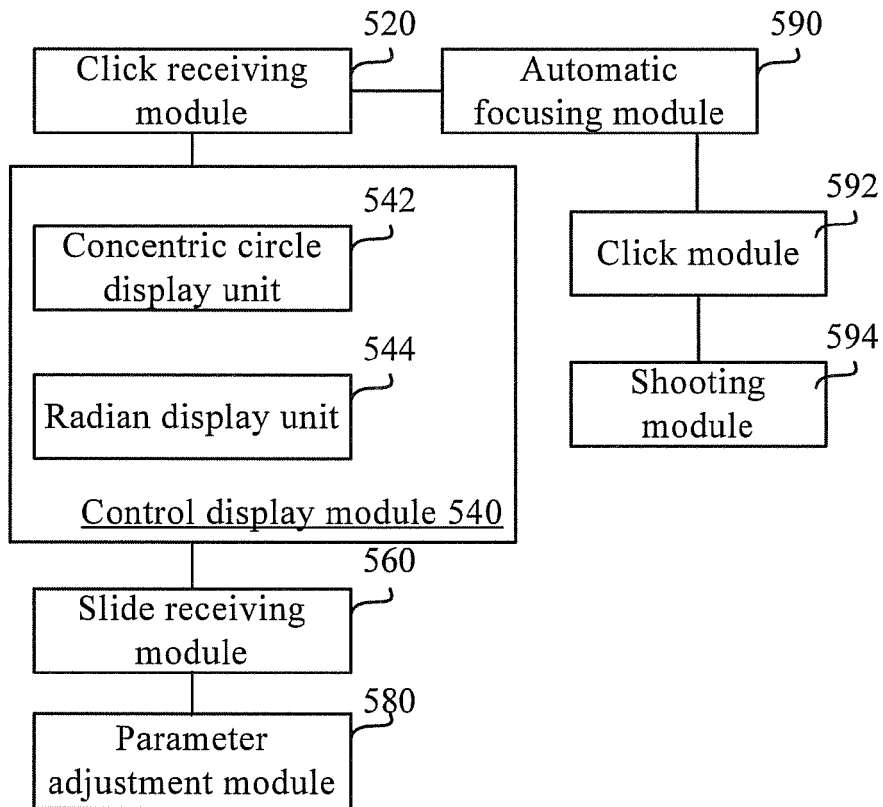 520
Click receiving
module
590
Automatic
focusing module
542
Concentric circle
display unit
544
Radian display unit
Control display module 540
592
Click module
594
Shooting
module
560
Slide receiving
module
580
Parameter
adjustment module